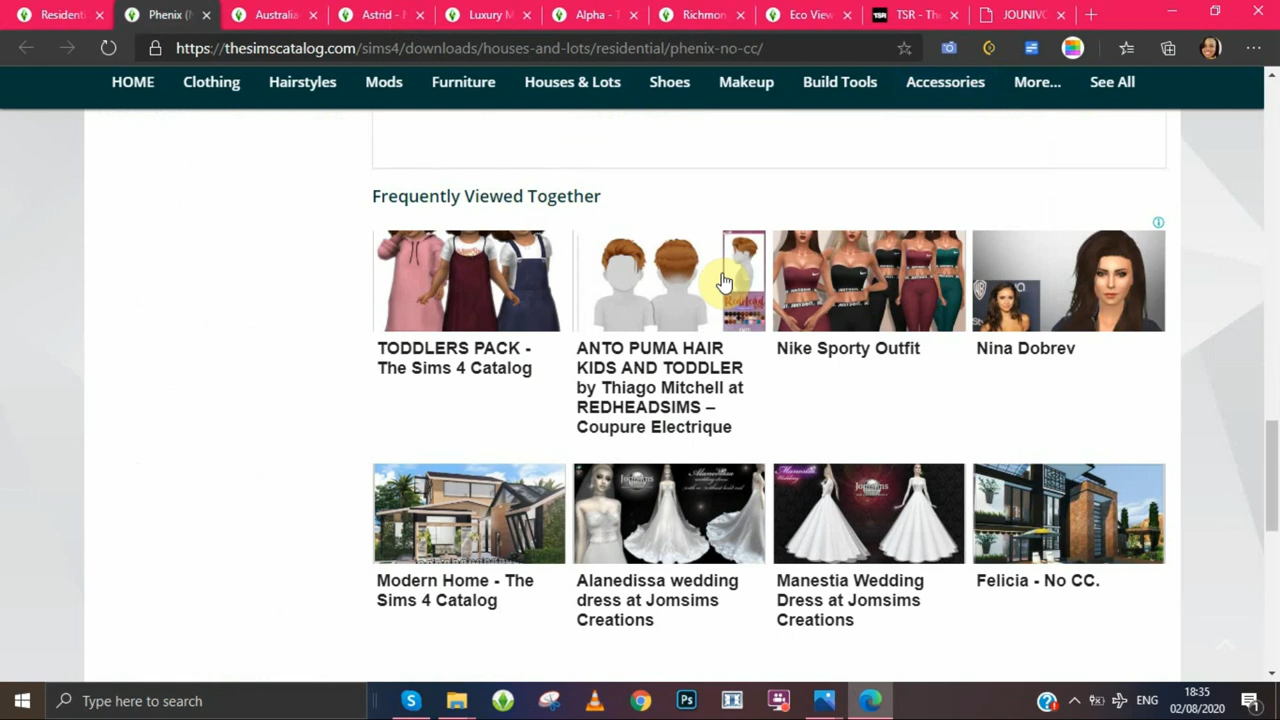 Residenti
Phenix (N
Australia
Astrid - N
Luxury M
Alpha - T
Richmon
Eco View
TSR - The
JOUNIVO
https://thesimscatalog.com/sims4/downloads/houses-and-lots/residential/phenix-no-cc/
HOME Clothing Hairstyles Mods Furniture Houses & Lots Shoes Makeup Build Tools Accessories More... See All
Frequently Viewed Together
TODDLERS PACK -
The Sims 4 Catalog
ANTO PUMA HAIR
KIDS AND TODDLER
by Thiago Mitchell at
REDHEADSIMS –
Coupure Electrique
Nike Sporty Outfit
Nina Dobrev
Modern Home - The
Sims 4 Catalog
Alanedissa wedding
dress at Jomsims
Creations
Manestia Wedding
Dress at Jomsims
Creations
Felicia - No CC.
Type here to search
ENG
18:35
02/08/2020